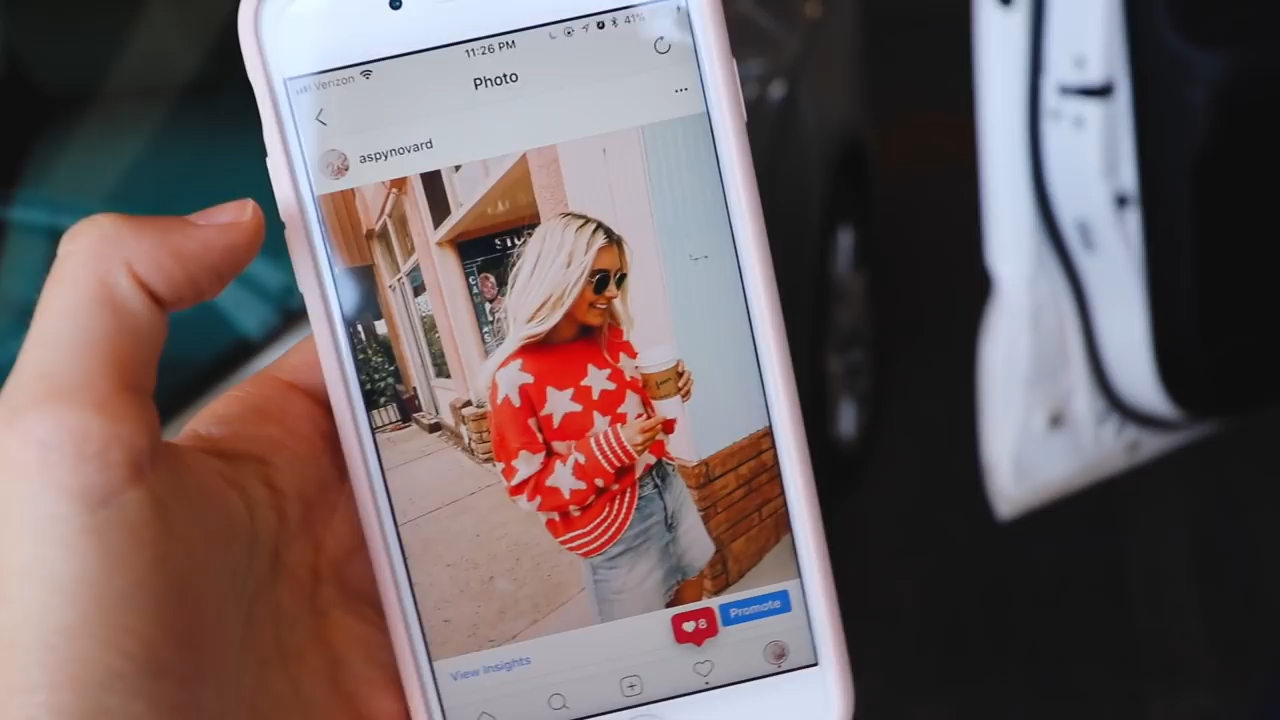 Verizon 11:26 PM 41%
Photo
aspynovard
8
Promote
View Insights